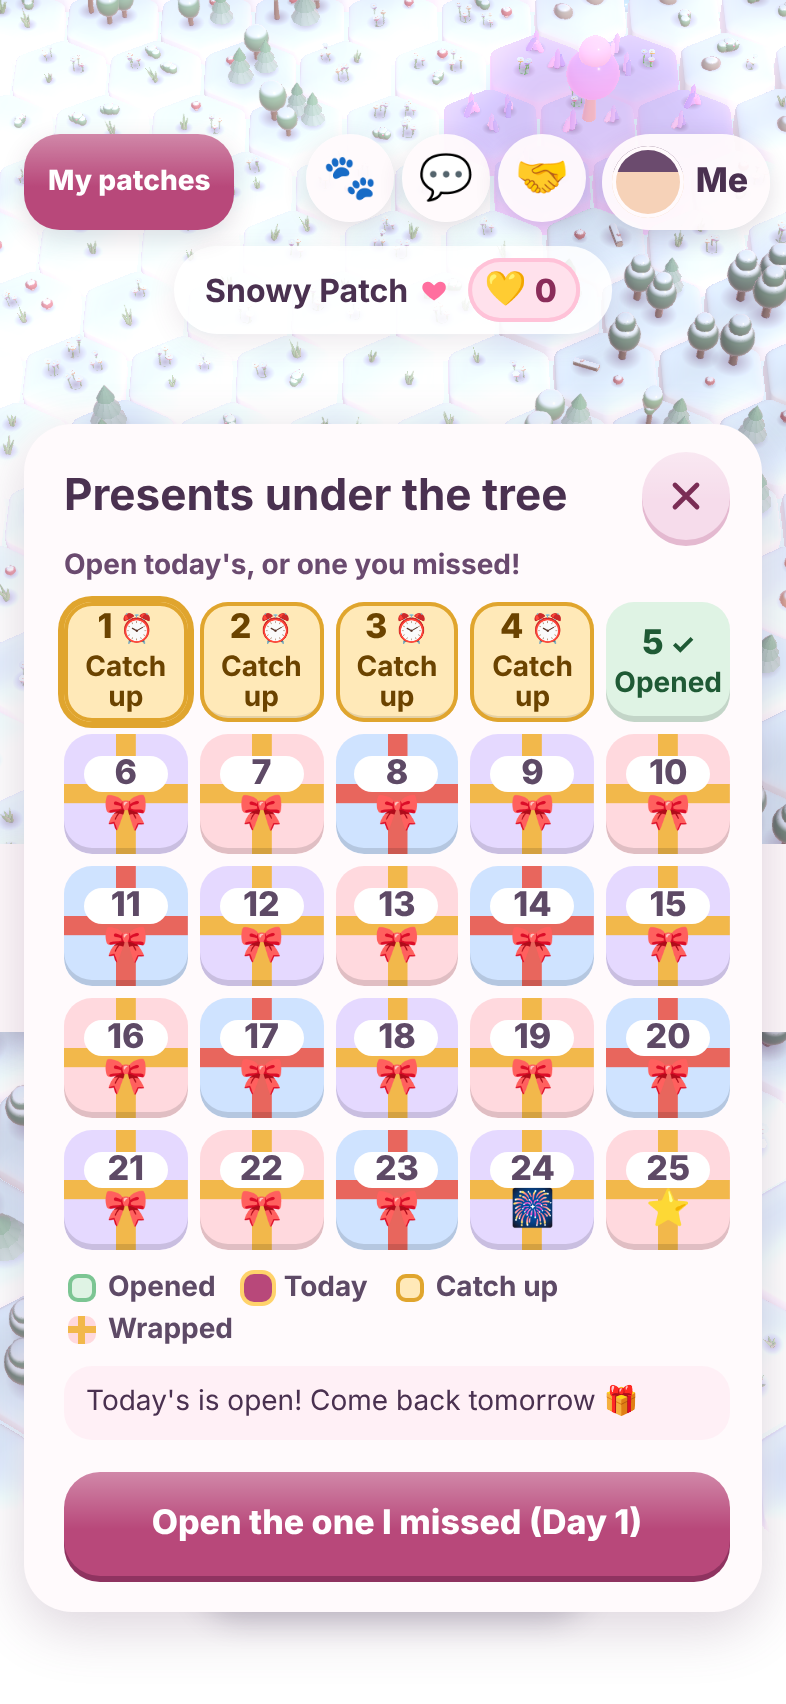 My patches
Me
Snowy Patch 0
Presents under the tree
Open today's, or one you missed!
1 2 3 4 5 ✓
Catch up Catch up Catch up Catch up Opened
6 7 8 9 10
11 12 13 14 15
16 17 18 19 20
21 22 23 24 25
Opened Today Catch up
Wrapped
Today's is open! Come back tomorrow 🎁
Open the one I missed (Day 1)